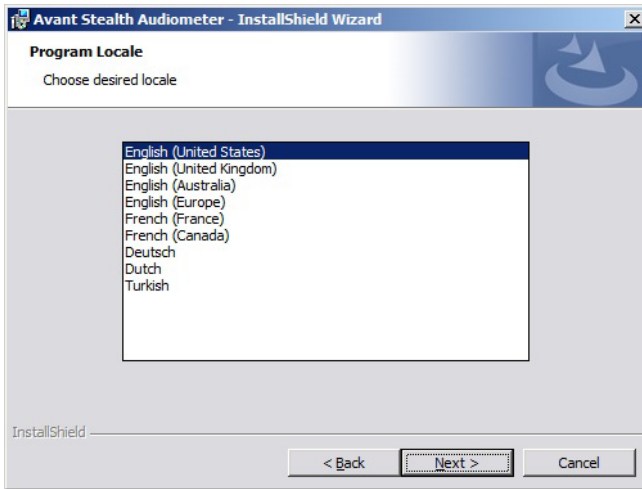 Avant Stealth Audiometer - InstallShield Wizard
Program Locale
Choose desired locale
English (United States)
English (United Kingdom)
English (Australia)
English (Europe)
French (France)
French (Canada)
Deutsch
Dutch
Turkish
InstallShield
< Back Next > Cancel